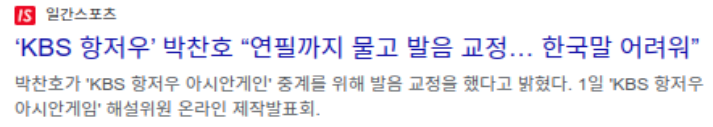 IS 일간스포츠
‘KBS 항저우’ 박찬호 “연필까지 물고 발음 교정… 한국말 어려워”
박찬호가 'KBS 항저우 아시안게인' 중계를 위해 발음 교정을 했다고 밝혔다. 1일 'KBS 항저우
아시안게임' 해설위원 온라인 제작발표회.